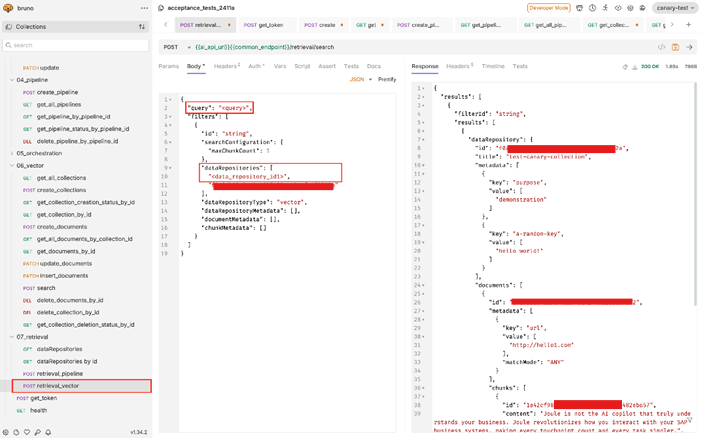 bruno
acceptance_tests_2411s
Developer Mode
canary-test
Collections
search
POST retrieval...
POST get_token
POST create
GET get
POST create_pi...
GET get_pipeli...
GET get_all_pip...
GET get_collec...
GET
POST {{ai_api_url}}{{common_endpoint}}/retrieval/search
Params Body Headers 2 Auth Vars Script Assert Tests Docs
JSON Prettify
Response Headers Timeline Tests
200 OK 1.85s 786B
PATCH update
04_pipeline
POST create_pipeline
GET get_all_pipelines
GET get_pipeline_by_pipeline_id
GET get_pipeline_status_by_pipeline_id
DEL delete_pipeline_by_pipeline_id
05_orchestration
06_vector
GET get_all_collections
POST create_collections
GET get_collection_creation_status_by_id
GET get_collection_by_id
POST create_documents
GET get_all_documents_by_collection_id
GET get_documents_by_id
PATCH update_documents
PATCH insert_documents
POST search
DEL delete_documents_by_id
DEL delete_collection_by_id
GET get_collection_deletion_status_by_id
07_retrieval
GET dataRepositories
GET dataRepositories by id
POST retrieval_pipeline
POST retrieval_vector
POST get_token
GET health
v1.34.2
1 {
2 "query": "<query>",
3 "filters": [
4 {
5 "id": "string",
6 "searchConfiguration": {
7 "maxChunkCount": 1
8 },
9 "dataRepositories": [
10 "<data_repository_id1>",
11
12 ],
13 "dataRepositoryType": "vector",
14 "dataRepositoryMetadata": [],
15 "documentMetadata": [],
16 "chunkMetadata": []
17 }
18 ]
19 }
1 {
2 "results": [
3 {
4 "filterId": "string",
5 "results": [
6 {
7 "dataRepository": {
8 "id":
9 "title": "test-canary-collection",
10 "metadata": [
11 {
12 "key": "purpose",
13 "value": [
14 "demonstration"
15 ]
16 },
17 {
18 "key": "a-random-key",
19 "value": [
20 "hello world!"
21 ]
22 }
23 ],
24 "documents": [
25 {
26 "id":
27 "metadata": [
28 {
29 "key": "url",
30 "value": [
31 "http://hello1.com"
32 ],
33 "matchMode": "ANY"
34 }
35 ],
36 "chunks": [
37 {
38 "id":
39 "content": "Joule is not the AI copilot that truly unde
rstands your business. Joule revolutionizes how you interact with your SAP
business systems, making every touchpoint count and every task simpler."